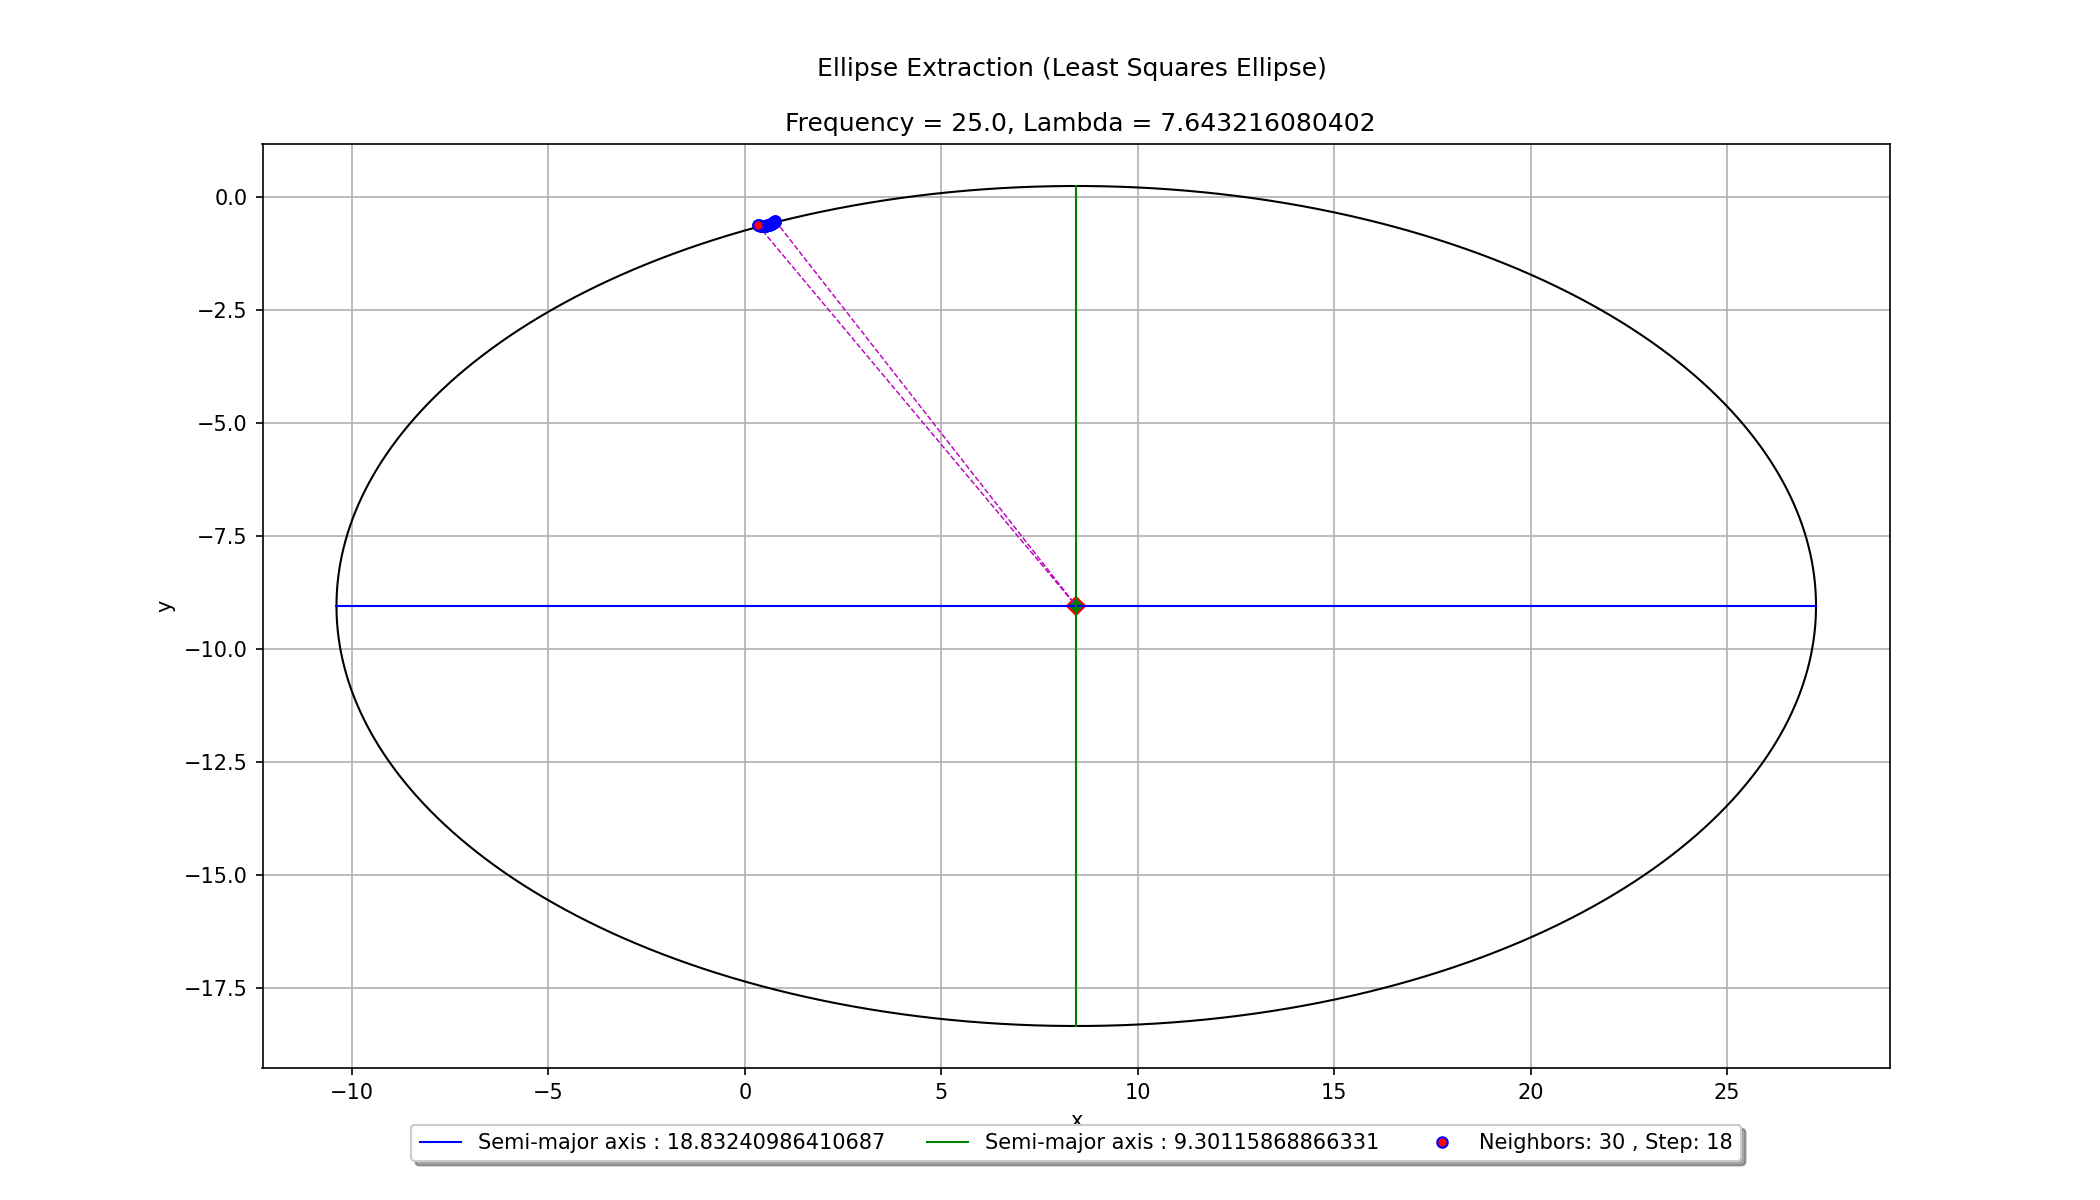 Ellipse Extraction (Least Squares Ellipse)
Frequency = 25.0, Lambda = 7.643216080402
0.0
−2.5
−5.0
−7.5
−10.0
−12.5
−15.0
−17.5
y
−10 −5 0 5 10 15 20 25
x
Semi-major axis : 18.83240986410687 Semi-major axis : 9.30115868866331 Neighbors: 30 , Step: 18